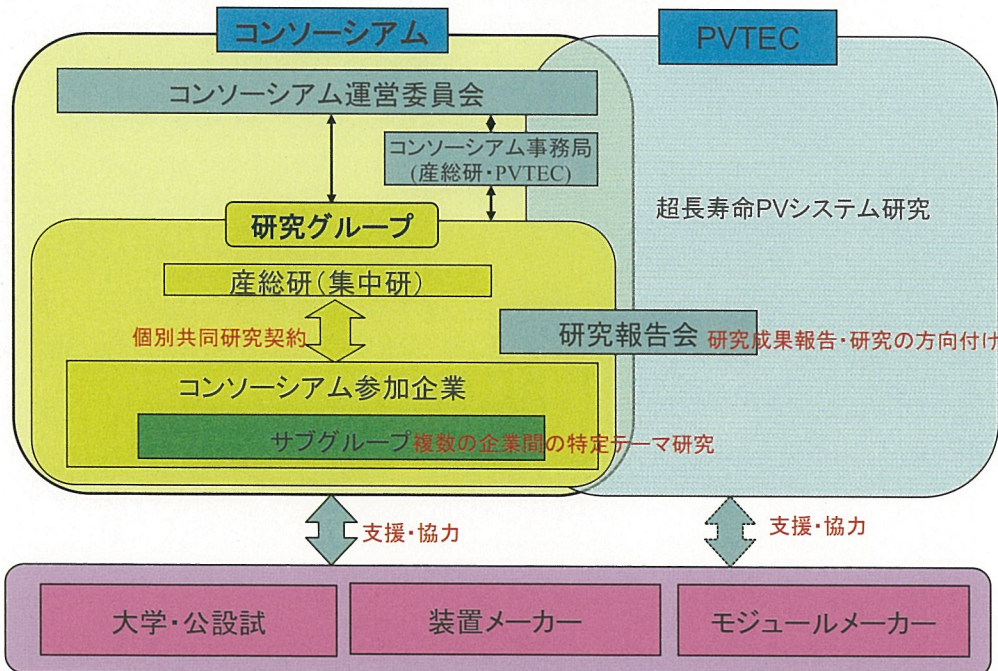 コンソーシアム
PVTEC
コンソーシアム運営委員会
コンソーシアム事務局
(産総研・PVTEC)
超長寿命PVシステム研究
研究グループ
産総研(集中研)
個別共同研究契約
研究報告会
研究成果報告・研究の方向付け
コンソーシアム参加企業
サブグループ
複数の企業間の特定テーマ研究
支援・協力
支援・協力
大学・公設試
装置メーカー
モジュールメーカー